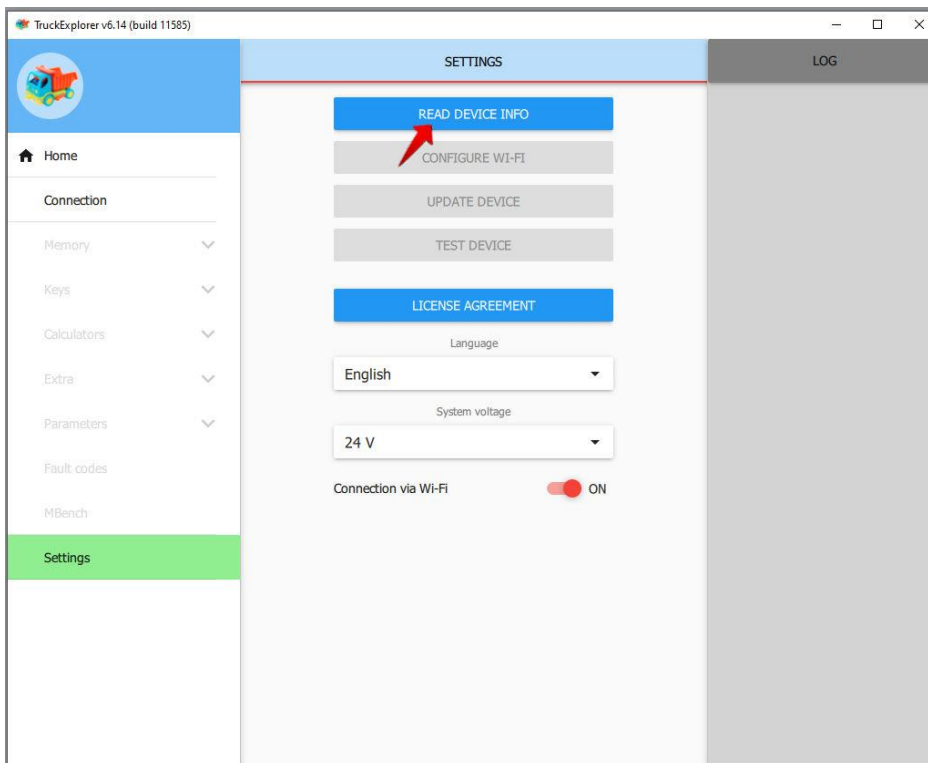 TruckExplorer v6.14 (build 11585)
SETTINGS
LOG
READ DEVICE INFO
Home
CONFIGURE WI-FI
Connection
UPDATE DEVICE
Memory
TEST DEVICE
Keys
LICENSE AGREEMENT
Calculators
Language
Extra
English
System voltage
Parameters
24 V
Fault codes
Connection via Wi-Fi
ON
MBench
Settings